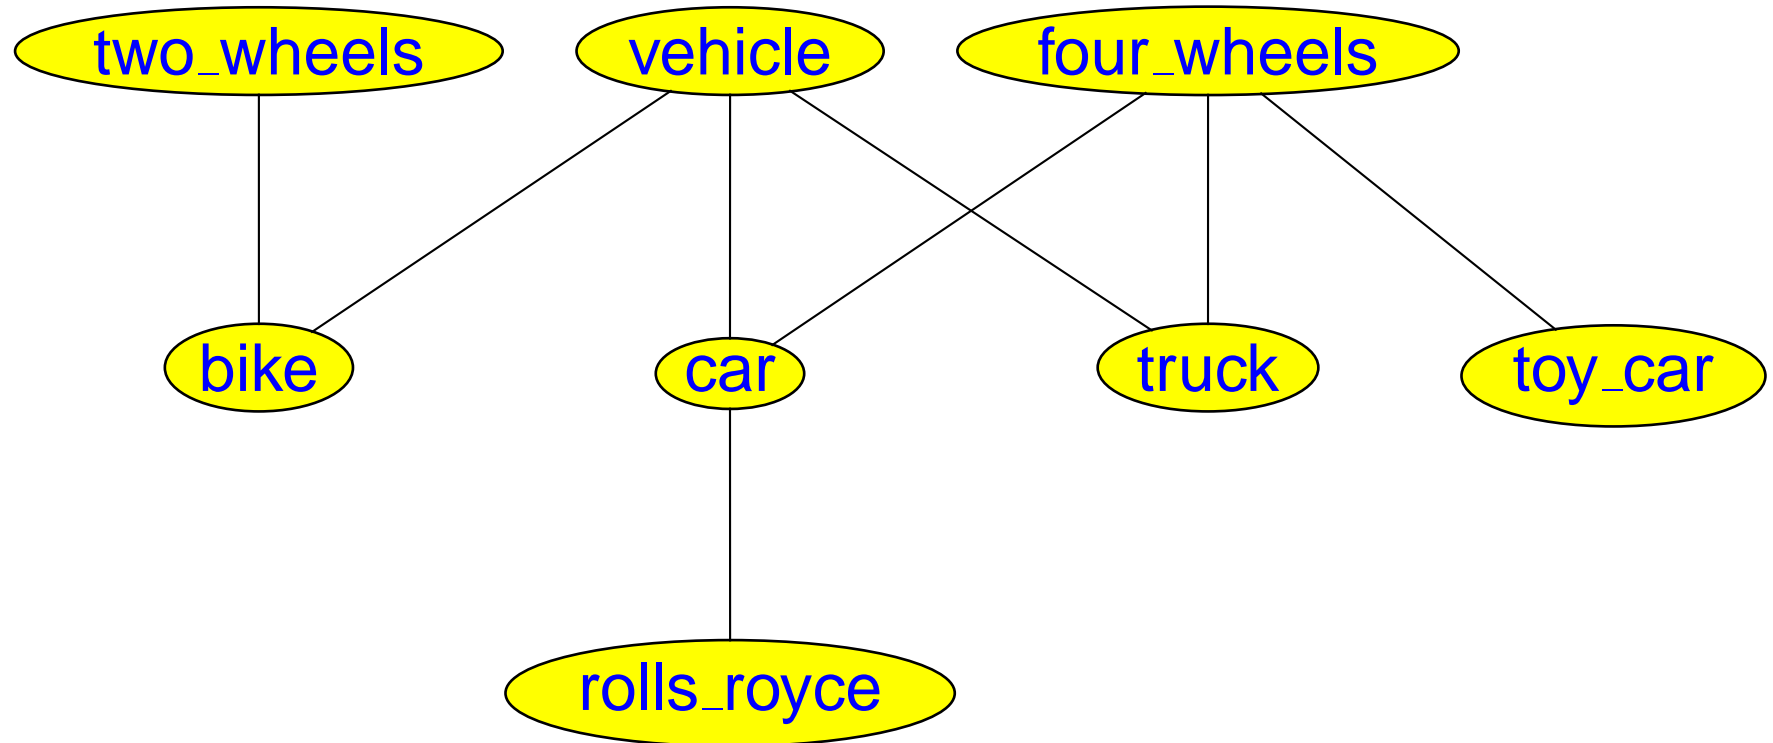 two_wheels
vehicle
four_wheels
bike
car
truck
toy_car
rolls_royce